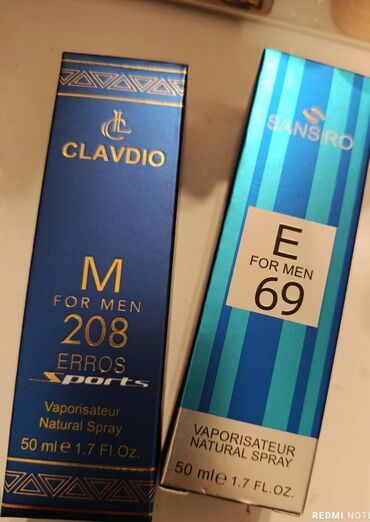 CLAVDIO
M
FOR MEN
208
ERROS
Sports
Vaporisateur
Natural Spray
50 ml e 1.7 Fl.Oz.
SANSIRO
E
FOR MEN
69
VAPORISATEUR
NATURAL SPRAY
50 ml e 1.7 FL.OZ.
REDMI NOT